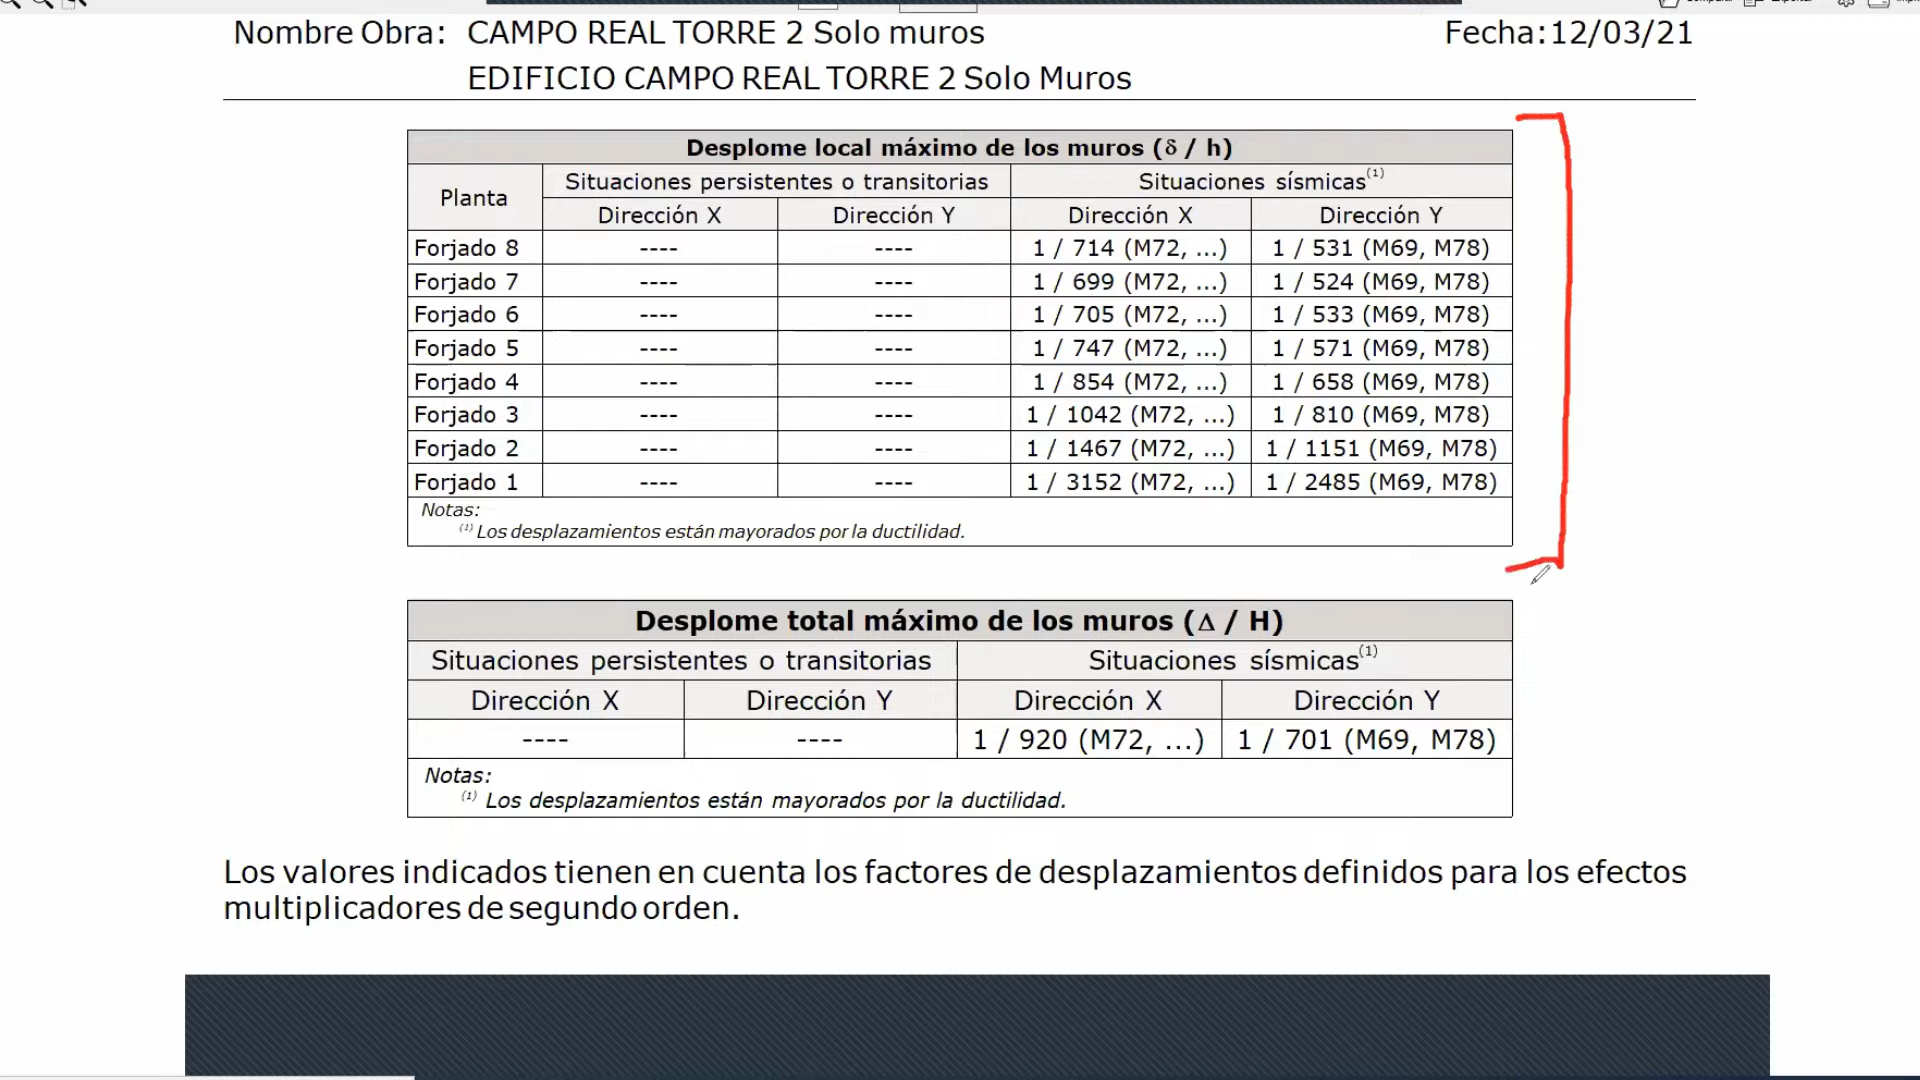 Nombre Obra: CAMPO REAL TORRE 2 Solo muros Fecha:12/03/21
EDIFICIO CAMPO REAL TORRE 2 Solo Muros
Desplome local máximo de los muros (δ / h)
Planta Situaciones persistentes o transitorias Situaciones sísmicas(1)
Dirección X Dirección Y Dirección X Dirección Y
Forjado 8 ---- ---- 1 / 714 (M72, ...) 1 / 531 (M69, M78)
Forjado 7 ---- ---- 1 / 699 (M72, ...) 1 / 524 (M69, M78)
Forjado 6 ---- ---- 1 / 705 (M72, ...) 1 / 533 (M69, M78)
Forjado 5 ---- ---- 1 / 747 (M72, ...) 1 / 571 (M69, M78)
Forjado 4 ---- ---- 1 / 854 (M72, ...) 1 / 658 (M69, M78)
Forjado 3 ---- ---- 1 / 1042 (M72, ...) 1 / 810 (M69, M78)
Forjado 2 ---- ---- 1 / 1467 (M72, ...) 1 / 1151 (M69, M78)
Forjado 1 ---- ---- 1 / 3152 (M72, ...) 1 / 2485 (M69, M78)
Notas:
(1) Los desplazamientos están mayorados por la ductilidad.
Desplome total máximo de los muros (Δ / H)
Situaciones persistentes o transitorias Situaciones sísmicas(1)
Dirección X Dirección Y Dirección X Dirección Y
---- ---- 1 / 920 (M72, ...) 1 / 701 (M69, M78)
Notas:
(1) Los desplazamientos están mayorados por la ductilidad.
Los valores indicados tienen en cuenta los factores de desplazamientos definidos para los efectos
multiplicadores de segundo orden.